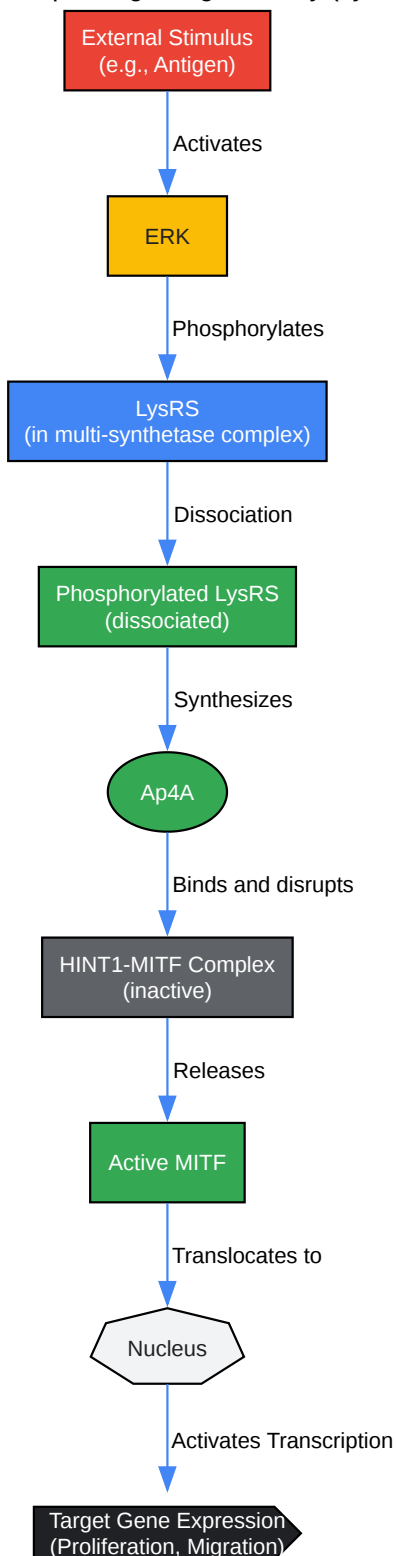 External Stimulus
(e.g., Antigen)
Activates
ERK
Phosphorylates
LysRS
(in multi-synthetase complex)
Dissociation
Phosphorylated LysRS
(dissociated)
Synthesizes
Ap4A
Binds and disrupts
HINT1-MITF Complex
(inactive)
Releases
Active MITF
Translocates to
Nucleus
Activates Transcription
Target Gene Expression
(Proliferation, Migration)